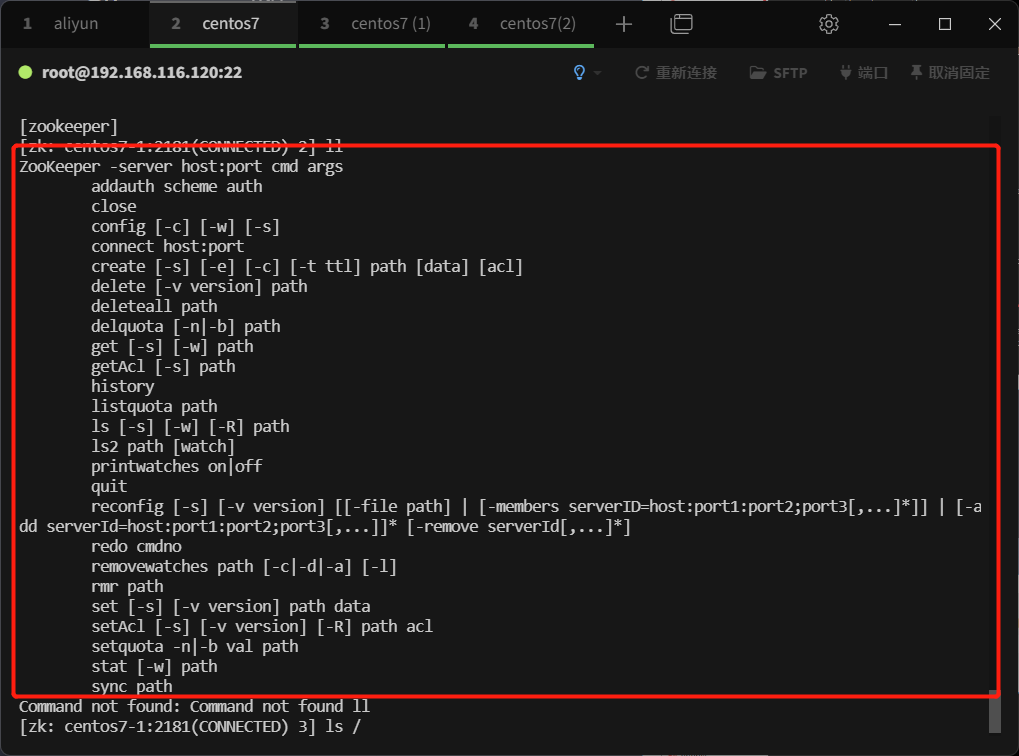 1 aliyun 2 centos7 3 centos7 (1) 4 centos7(2)
root@192.168.116.120:22 重新连接 SFTP 端口 取消固定
[zookeeper]
[zk: centos7-1:2181(CONNECTED) 2] ll
ZooKeeper -server host:port cmd args
addauth scheme auth
close
config [-c] [-w] [-s]
connect host:port
create [-s] [-e] [-c] [-t ttl] path [data] [acl]
delete [-v version] path
deleteall path
delquota [-n|-b] path
get [-s] [-w] path
getAcl [-s] path
history
listquota path
ls [-s] [-w] [-R] path
ls2 path [watch]
printwatches on|off
quit
reconfig [-s] [-v version] [[-file path] | [-members serverID=host:port1:port2;port3[,...]*]] | [-a
dd serverId=host:port1:port2;port3[,...]]* [-remove serverId[,...]*]
redo cmdno
removewatches path [-c|-d|-a] [-l]
rmr path
set [-s] [-v version] path data
setAcl [-s] [-v version] [-R] path acl
setquota -n|-b val path
stat [-w] path
sync path
Command not found: Command not found ll
[zk: centos7-1:2181(CONNECTED) 3] ls /